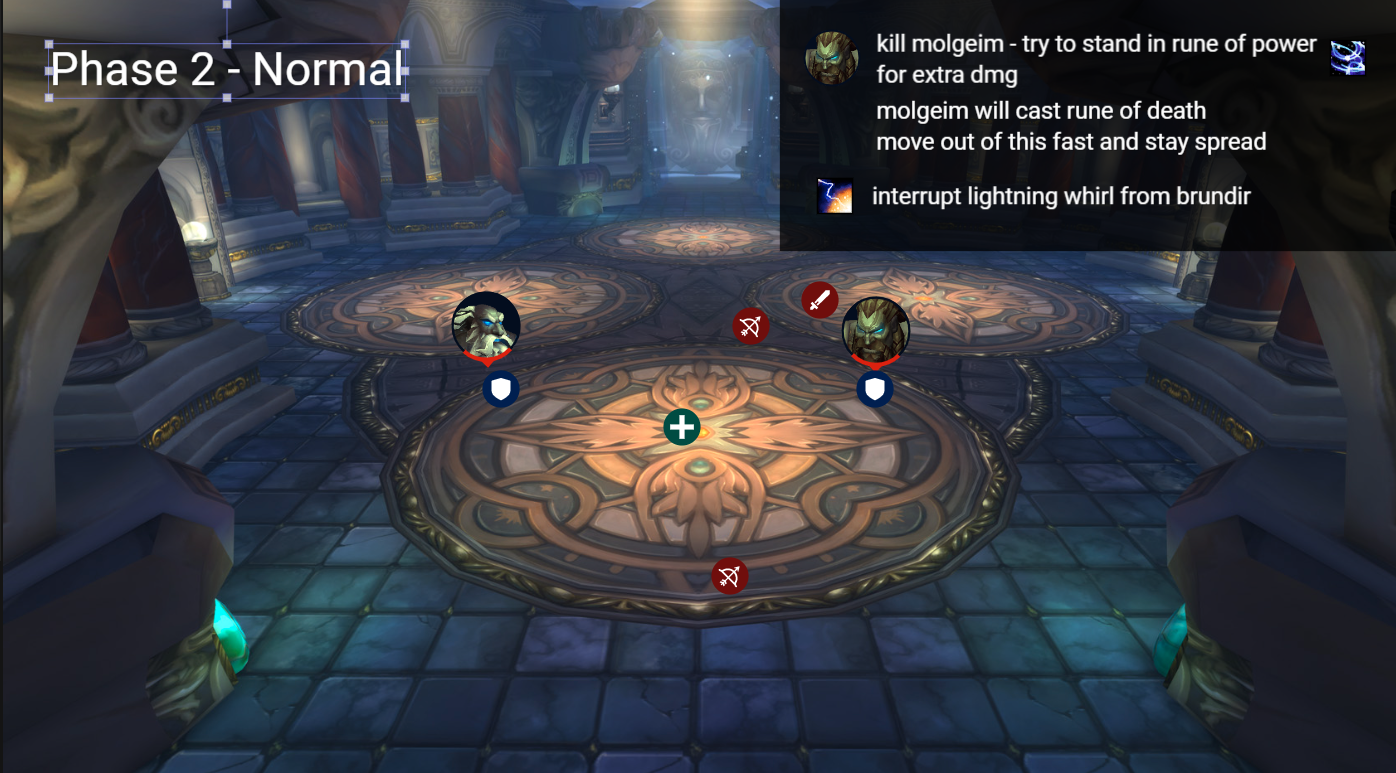 Phase 2 - Normal
kill molgeim - try to stand in rune of power
for extra dmg
molgeim will cast rune of death
move out of this fast and stay spread
interrupt lightning whirl from brundir